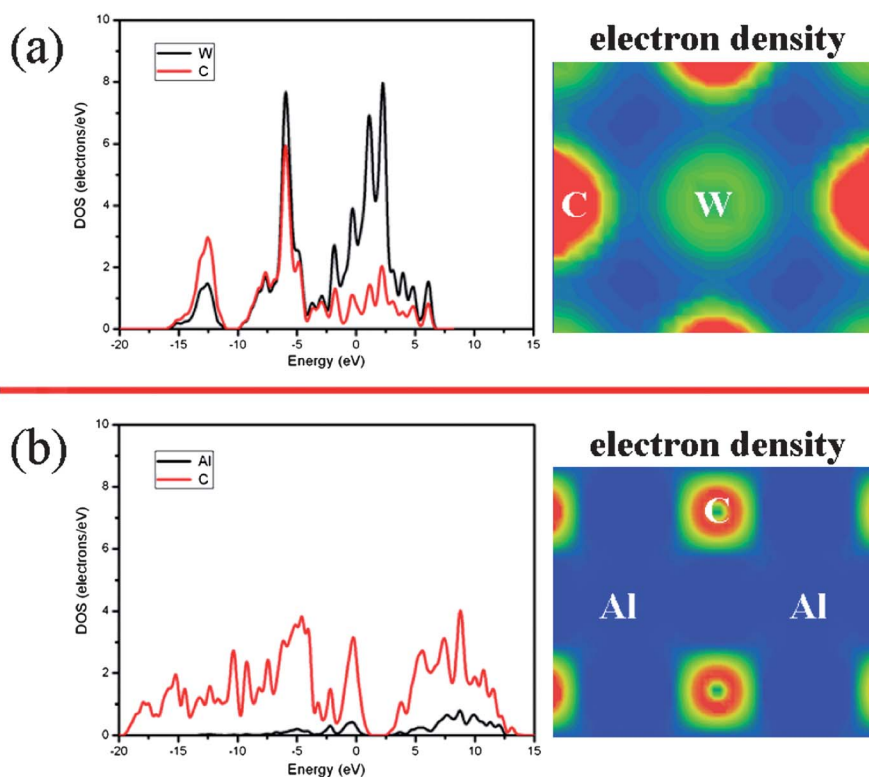 (a)
10
8
6
4
2
0
DOS (electrons/eV)
W
C
-20 -15 -10 -5 0 5 10 15
Energy (eV)
electron density
C W
(b)
10
8
6
4
2
0
DOS (electrons/eV)
Al
C
-20 -15 -10 -5 0 5 10 15
Energy (eV)
electron density
C
Al Al